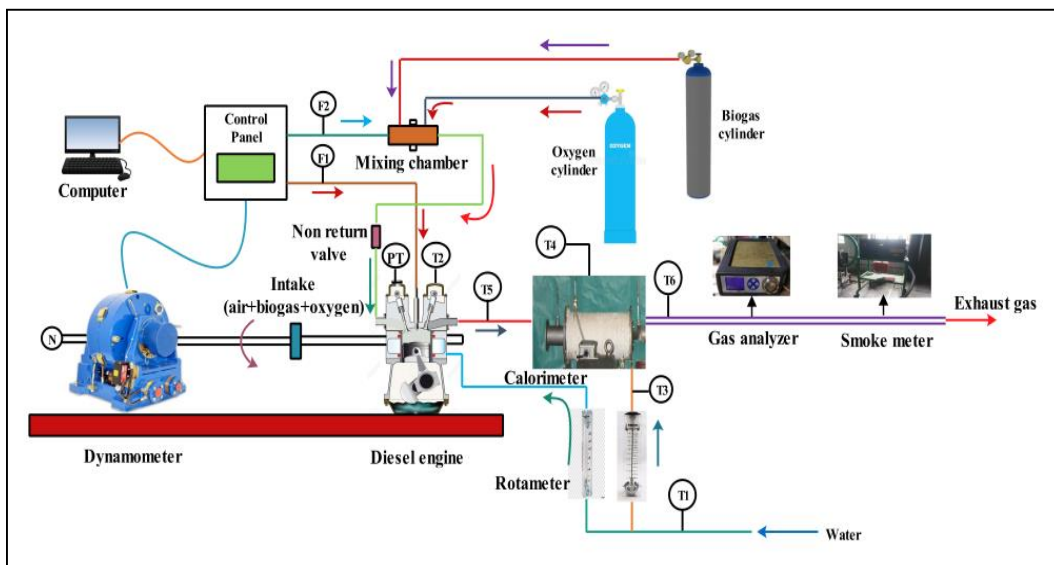 F2
Control
Panel
F1
Mixing chamber
Computer
OXYGEN
Oxygen
cylinder
Biogas
cylinder
Non return
valve
PT
T2
Intake
(air+biogas+oxygen)
N
T5
T4
T6
Gas analyzer
Smoke meter
Exhaust gas
Calorimeter
T3
Dynamometer
Diesel engine
Rotameter
T1
Water